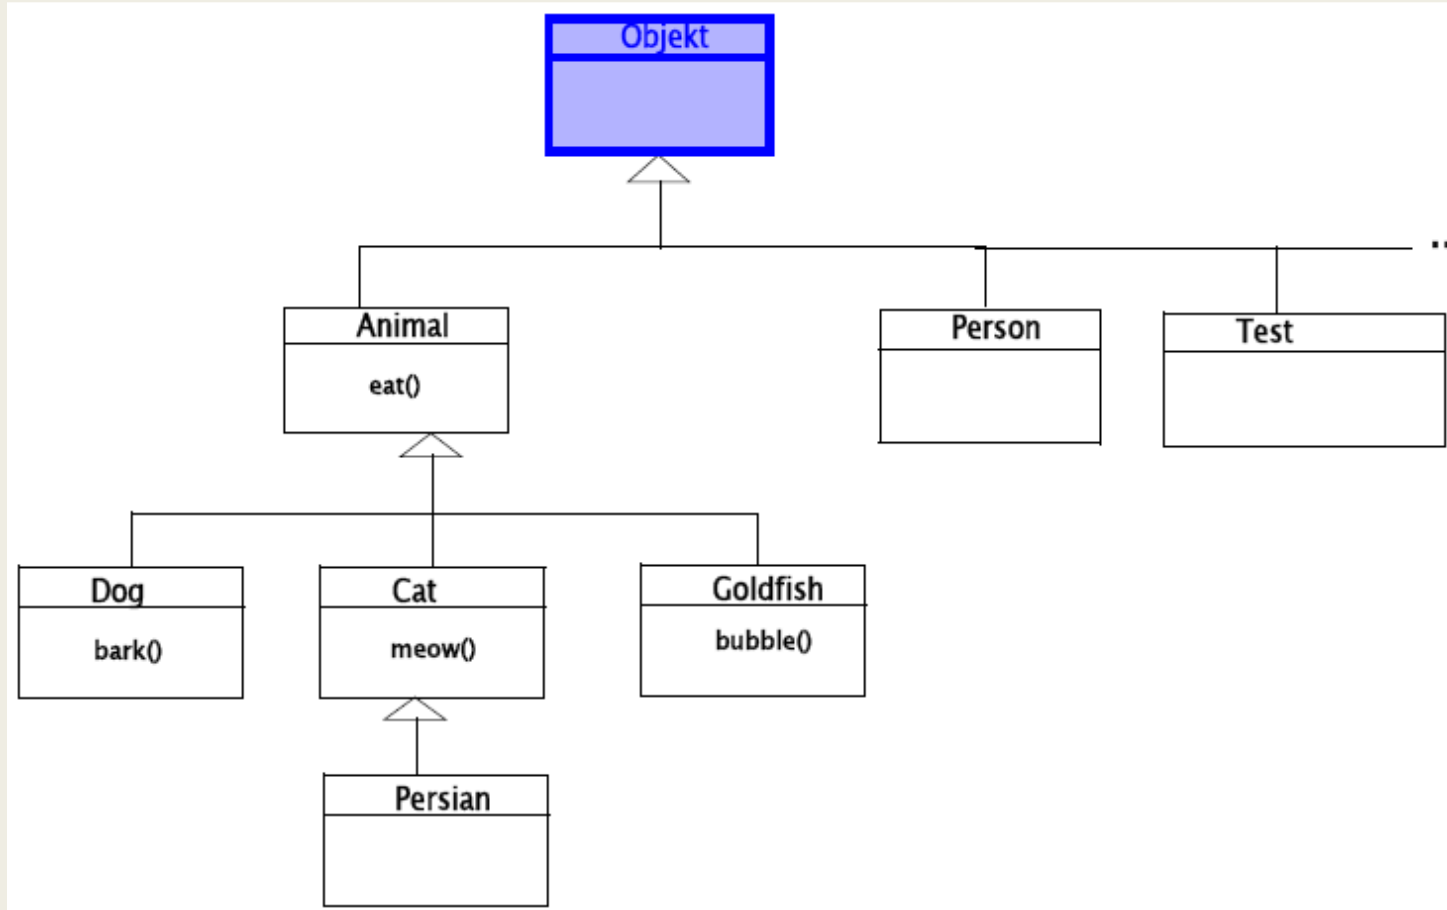 Objekt
..
Animal
Person
Test
eat()
Dog
Cat
Goldfish
bark()
meow()
bubble()
Persian